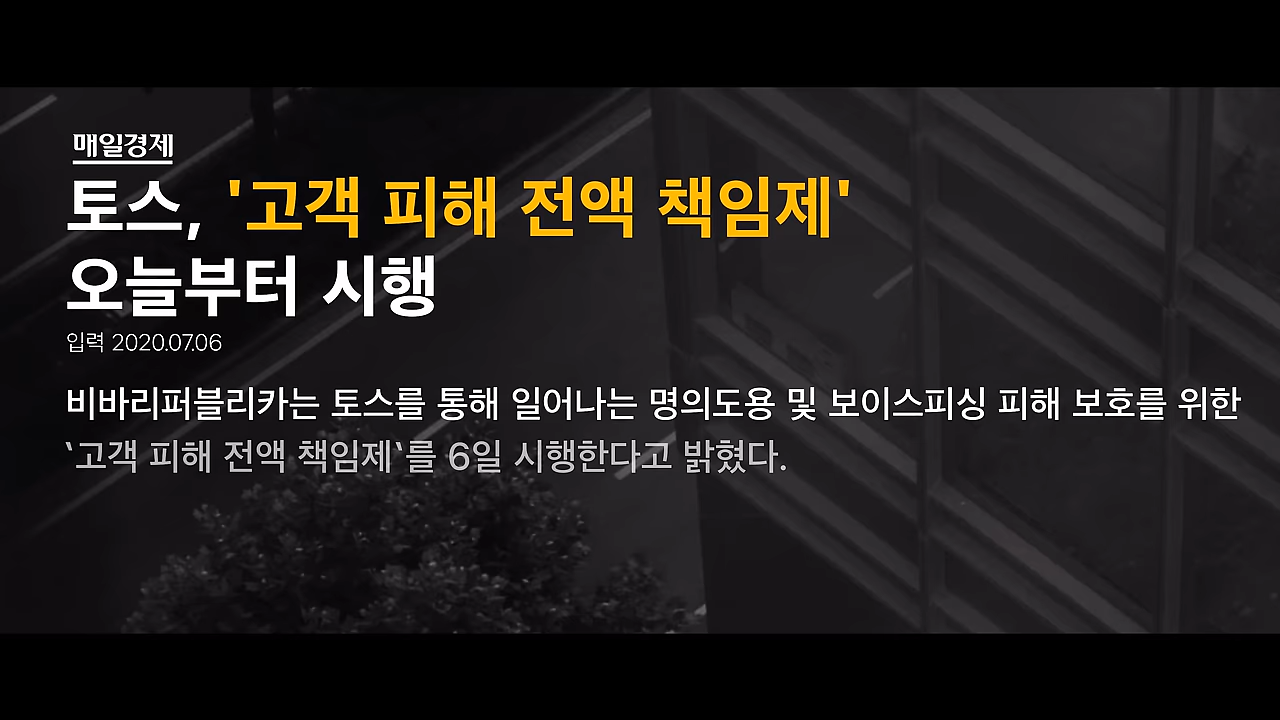 매일경제
토스, '고객 피해 전액 책임제'
오늘부터 시행
입력 2020.07.06
비바리퍼블리카는 토스를 통해 일어나는 명의도용 및 보이스피싱 피해 보호를 위한
‘고객 피해 전액 책임제‘를 6일 시행한다고 밝혔다.